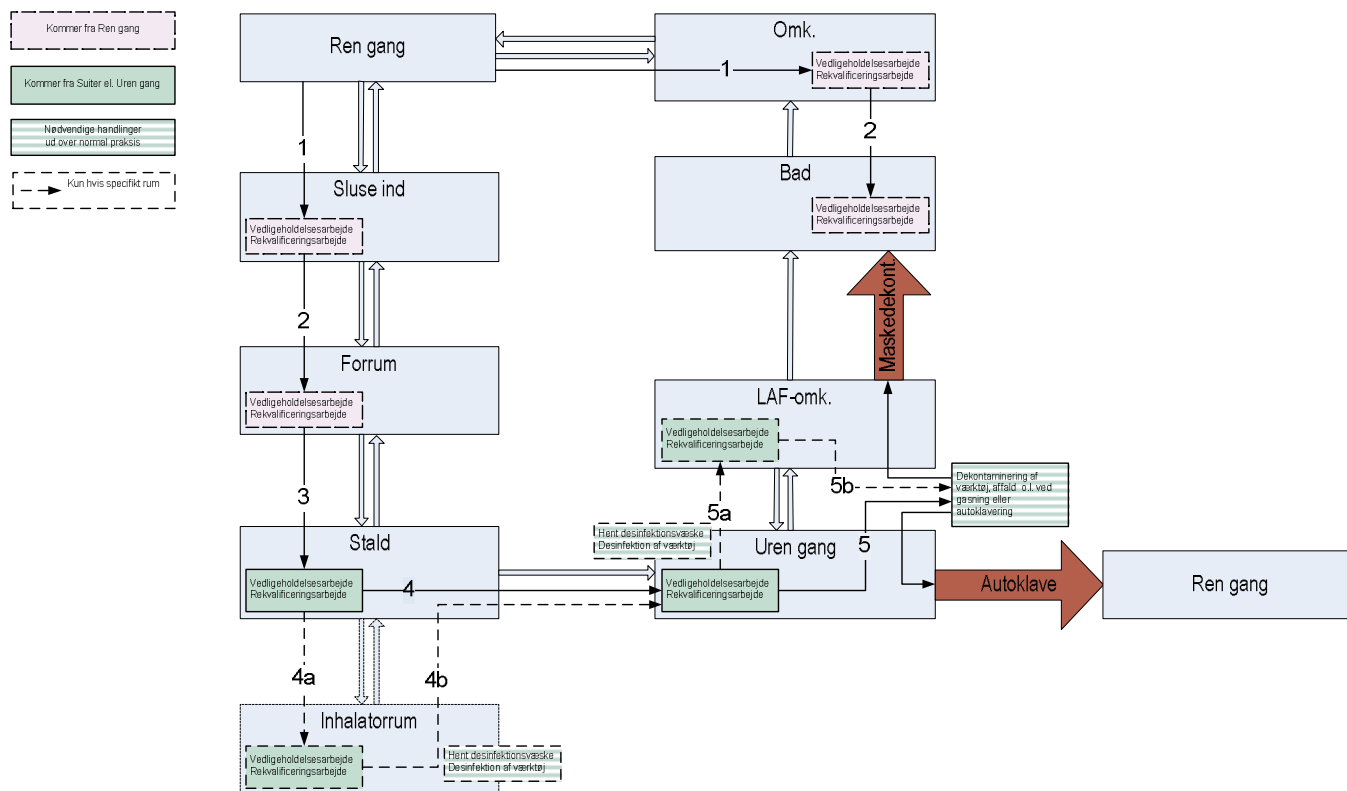 Kommer fra Ren gang
Kommer fra Suiter el. Uren gang
Nødvendige handlinger
ud over normal praksis
Kun hvis specifikt rum
Ren gang
1
Sluse ind
Vedligeholdelsesarbejde
Rekvalificeringsarbejde
2
Forrum
Vedligeholdelsesarbejde
Rekvalificeringsarbejde
3
Stald
Vedligeholdelsesarbejde
Rekvalificeringsarbejde
4
4a
4b
Inhalatorrum
Vedligeholdelsesarbejde
Rekvalificeringsarbejde
Hent desinfektionsvæske
Desinfektion af værktøj
Omk.
1
Vedligeholdelsesarbejde
Rekvalificeringsarbejde
2
Bad
Vedligeholdelsesarbejde
Rekvalificeringsarbejde
Maskedekont.
LAF-omk.
Vedligeholdelsesarbejde
Rekvalificeringsarbejde
5b
5a
Dekontaminering af
værktøj, affald o.l. ved
gasning eller
autoklavering
Hent desinfektionsvæske
Desinfektion af værktøj
Uren gang
5
Vedligeholdelsesarbejde
Rekvalificeringsarbejde
Autoklave
Ren gang